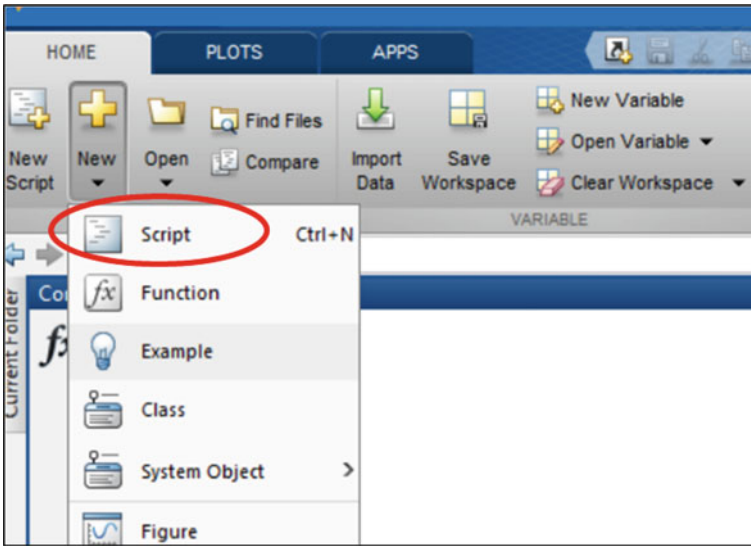 HOME PLOTS APPS
New Script
New
Open
Find Files
Compare
Import Data
Save Workspace
New Variable
Open Variable
Clear Workspace
VARIABLE
Script Ctrl+N
Function
Example
Class
System Object
Figure
Current Folder
fx